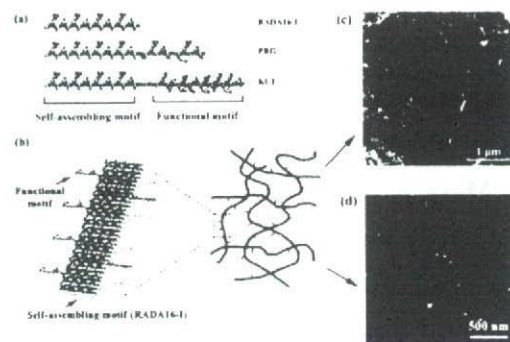 (a)
RADA16-I
PRG
KLT
Self-assembling motif
Functional motif
(b)
Functional
motif
Self-assembling motif (RADA16-I)
(c)
1 μm
(d)
500 nm